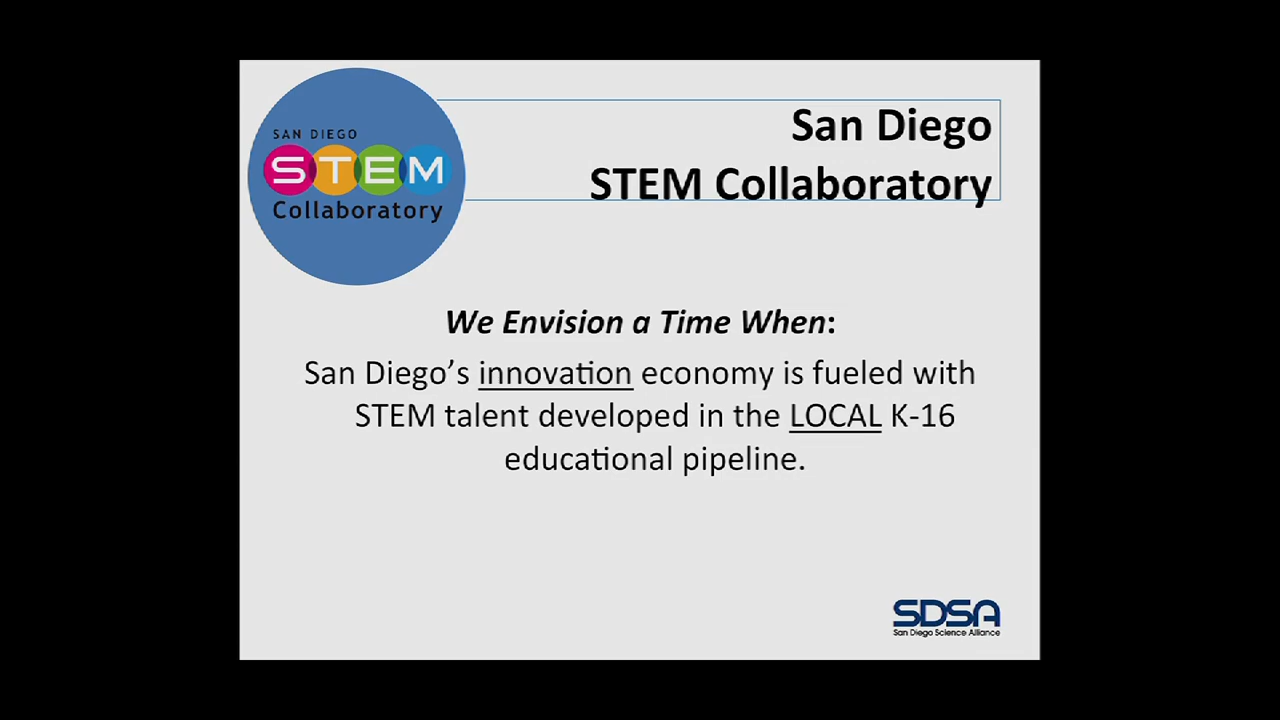 SAN DIEGO
STEM
Collaboratory
San Diego
STEM Collaboratory
We Envision a Time When:
San Diego’s innovation economy is fueled with
STEM talent developed in the LOCAL K-16
educational pipeline.
SDSA
San Diego Science Alliance